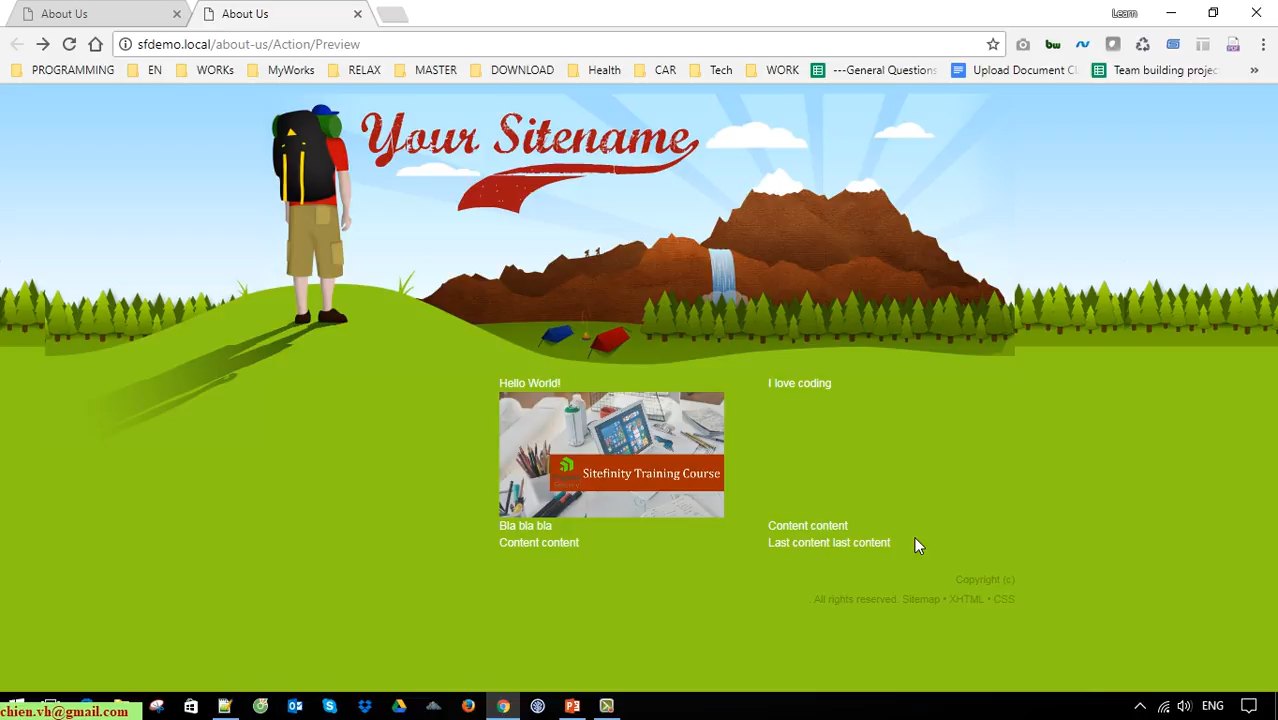 About Us
About Us
Learn
sfdemo.local/about-us/Action/Preview
PROGRAMMING
EN
WORKs
MyWorks
RELAX
MASTER
DOWNLOAD
Health
CAR
Tech
WORK
---General Questions
Upload Document Cu
Team building projec
»
Your Sitename
Hello World!
I love coding
Sitefinity Training Course
Bla bla bla
Content content
Content content
Last content last content
Copyright (c)
All rights reserved. Sitemap • XHTML • CSS
chien.vh@gmail.com
ENG